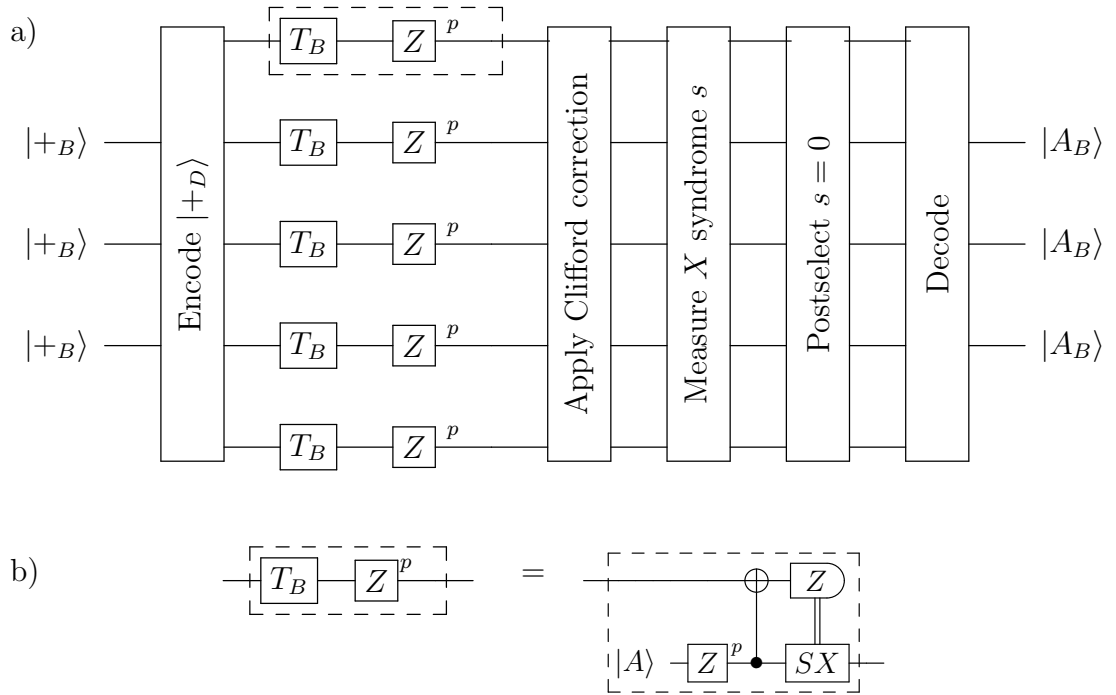 a)
T_B Z p
|+_B⟩ T_B Z p |A_B⟩
|+_B⟩ T_B Z p |A_B⟩
|+_B⟩ T_B Z p |A_B⟩
T_B Z p
Encode |+_D⟩
Apply Clifford correction
Measure X syndrome s
Postselect s = 0
Decode
b)
T_B Z p = Z
|A⟩ Z p SX